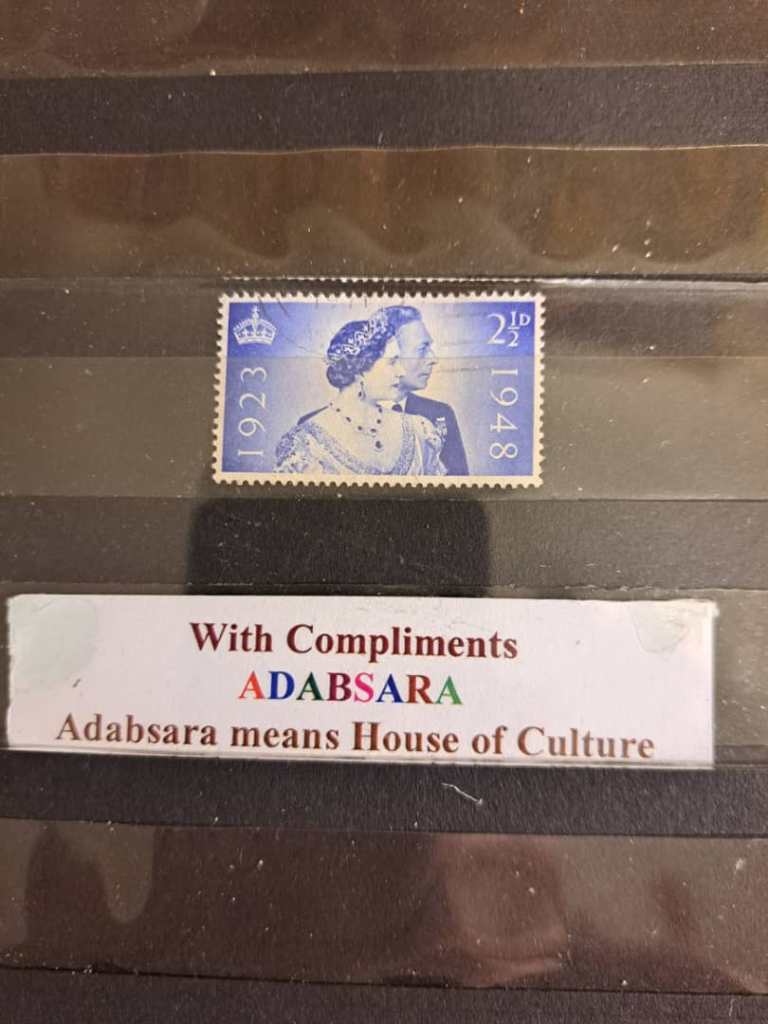 2½D
1923
1948
With Compliments
ADABSARA
Adabsara means House of Culture